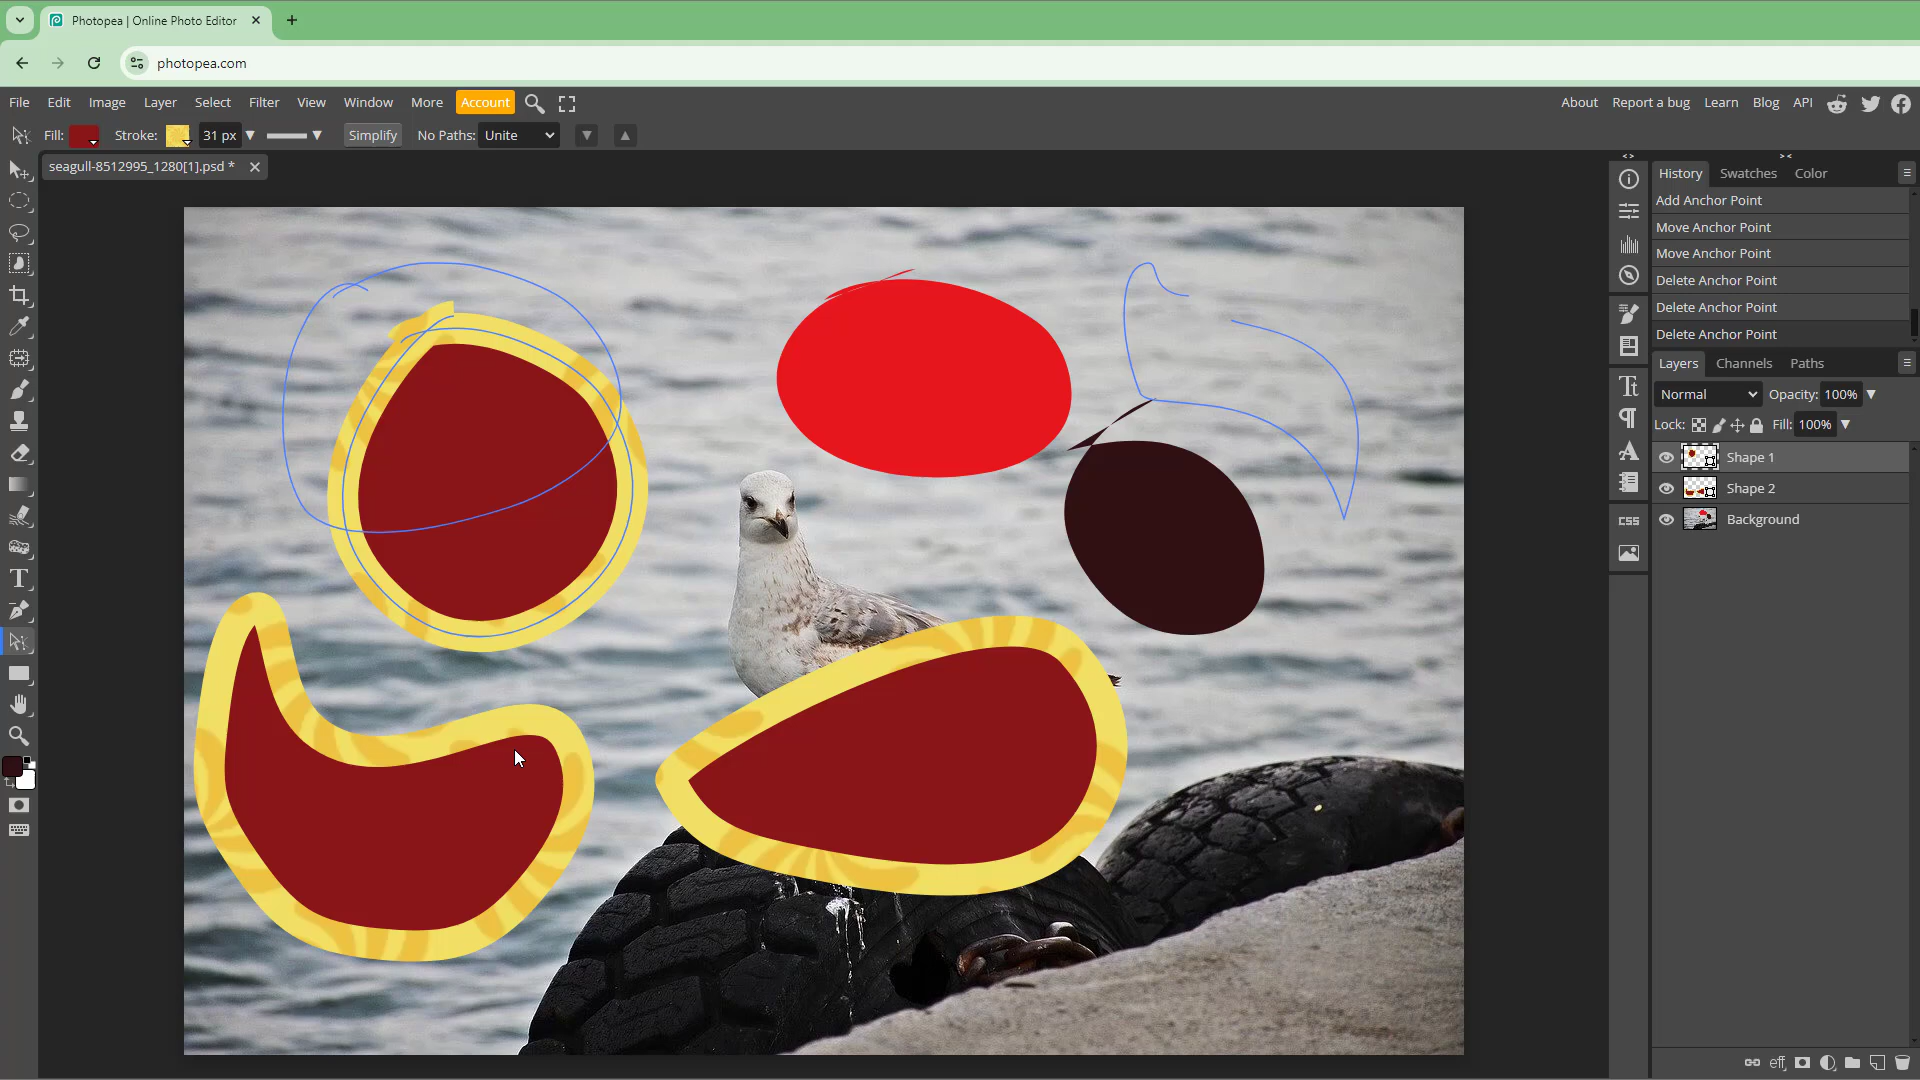 Photopea | Online Photo Editor
photopea.com
File Edit Image Layer Select Filter View Window More Account About Report a bug Learn Blog API
Fill: Stroke: 31 px Simplify No Paths: Unite
seagull-8512995_1280[1].psd *
History Swatches Color
Add Anchor Point
Move Anchor Point
Move Anchor Point
Delete Anchor Point
Delete Anchor Point
Delete Anchor Point
Layers Channels Paths
Normal Opacity: 100%
Lock: Fill: 100%
Shape 1
Shape 2
Background
CSS
eff